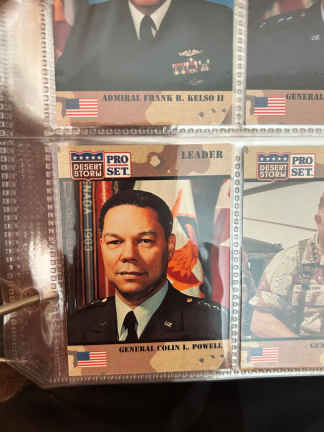 ADMIRAL FRANK B. KELSO II
GENERAL
DESERT STORM
PRO SET
LEADER
DESERT STORM
PRO SET
GENERAL COLIN L. POWELL